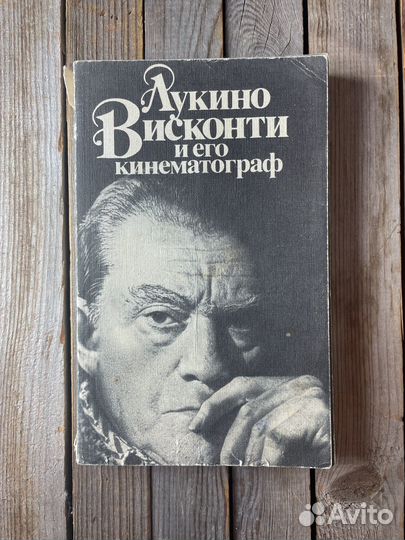 Лукино
Висконти
и его
кинематограф
Avito